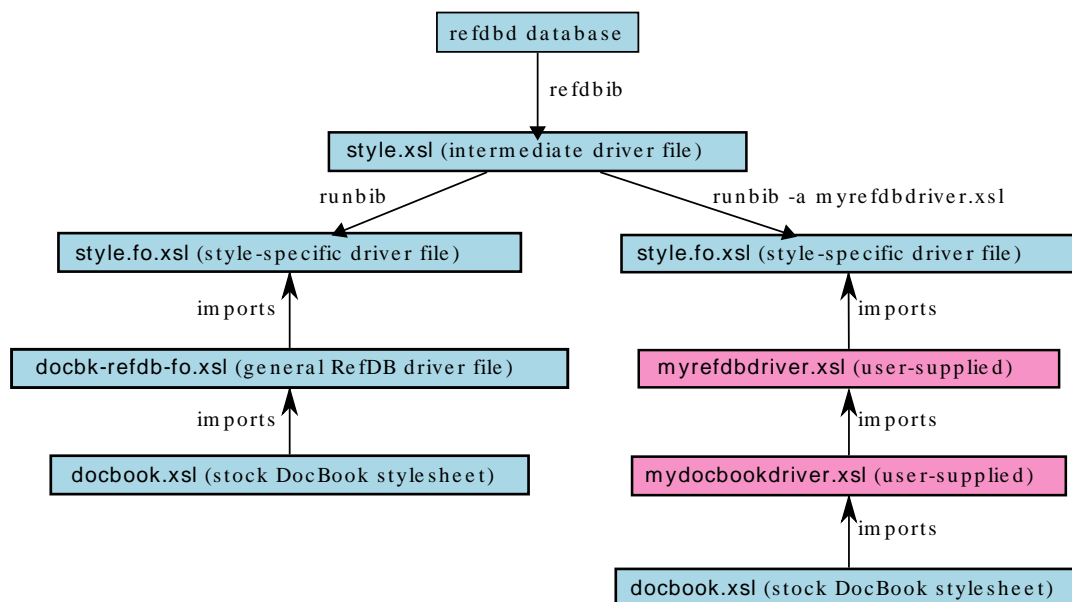 refdbd database
refdbib
style.xsl (intermediate driver file)
runbib
runbib -a myrefdbdriver.xsl
style.fo.xsl (style-specific driver file)
style.fo.xsl (style-specific driver file)
imports
imports
docbk-refdb-fo.xsl (general RefDB driver file)
myrefdbdriver.xsl (user-supplied)
imports
imports
docbook.xsl (stock DocBook stylesheet)
mydocbookdriver.xsl (user-supplied)
imports
docbook.xsl (stock DocBook stylesheet)